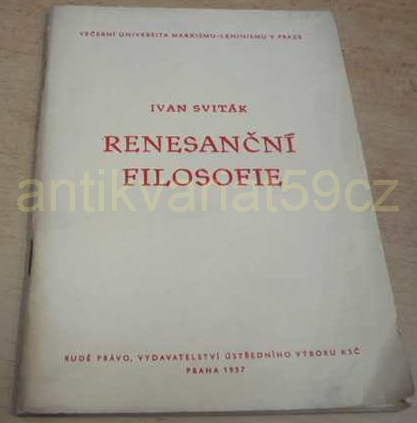 VEČERNÍ UNIVERSITA MARXISMU-LENINISMU V PRAZE
IVAN SVITÁK
RENESANČNÍ
FILOSOFIE
antikvariat59cz
RUDÉ PRÁVO, VYDAVATELSTVÍ ÚSTŘEDNÍHO VÝBORU KSČ
PRAHA 1957